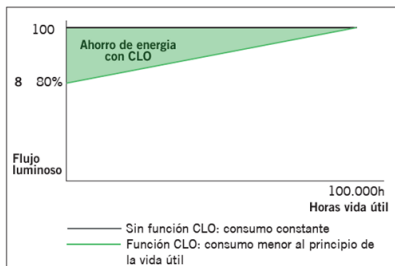 100
Ahorro de energia
con CLO
8 80%
Flujo
luminoso
100.000h
Horas vida útil
Sin función CLO: consumo constante
Función CLO: consumo menor al principio de
la vida útil